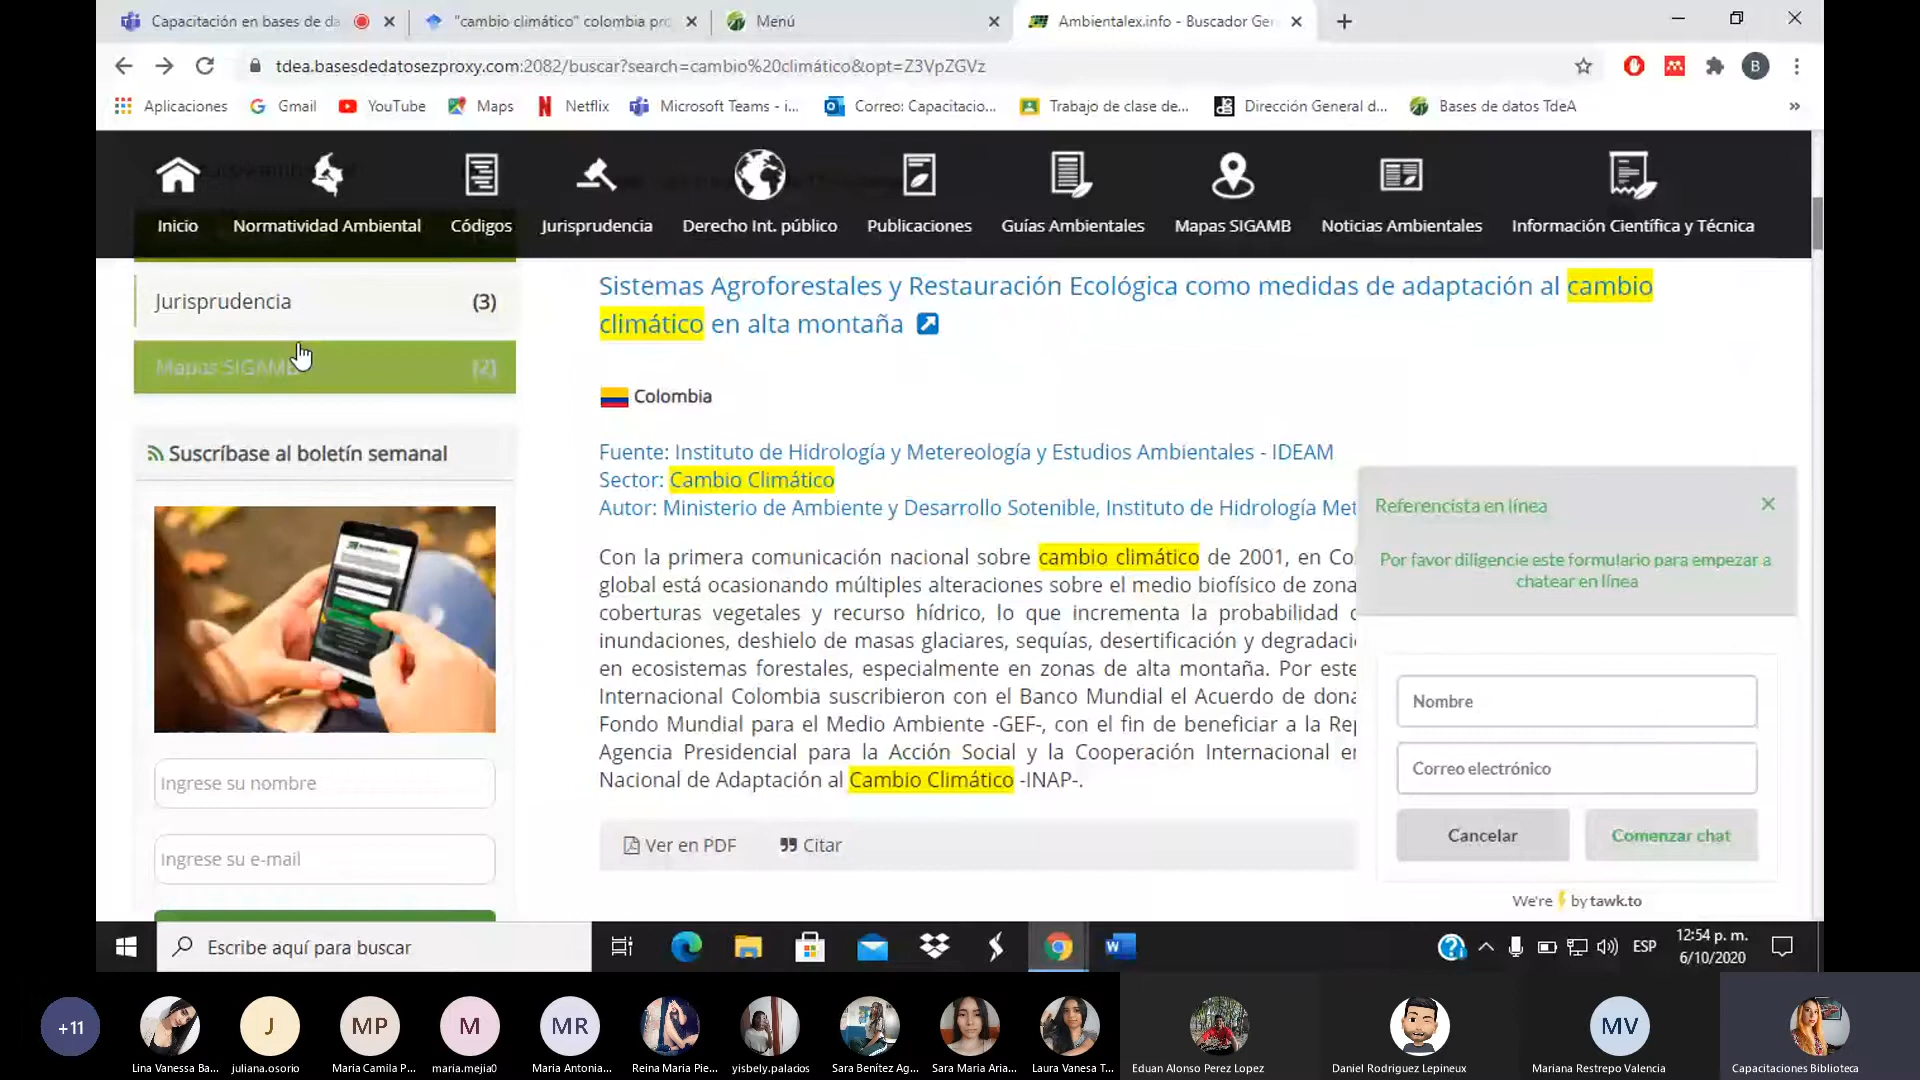 Capacitación en bases de da
"cambio climático" colombia pro
Menú
Ambientalex.info - Buscador Gen
tdea.basesdedatosezproxy.com:2082/buscar?search=cambio%20climático&opt=Z3VpZGVz
B
Aplicaciones
Gmail
YouTube
Maps
Netflix
Microsoft Teams - i...
Correo: Capacitacio...
Trabajo de clase de...
Dirección General d...
Bases de datos TdeA
»
Inicio
Normatividad Ambiental
Códigos
Jurisprudencia
Derecho Int. público
Publicaciones
Guías Ambientales
Mapas SIGAMB
Noticias Ambientales
Información Científica y Técnica
Jurisprudencia (3)
Mapas SIGAMB (2)
Suscríbase al boletín semanal
Ingrese su nombre
Ingrese su e-mail
Sistemas Agroforestales y Restauración Ecológica como medidas de adaptación al cambio
climático en alta montaña
Colombia
Fuente: Instituto de Hidrología y Metereología y Estudios Ambientales - IDEAM
Sector: Cambio Climático
Autor: Ministerio de Ambiente y Desarrollo Sotenible, Instituto de Hidrología Met
Con la primera comunicación nacional sobre cambio climático de 2001, en Co
global está ocasionando múltiples alteraciones sobre el medio biofísico de zona
coberturas vegetales y recurso hídrico, lo que incrementa la probabilidad
inundaciones, deshielo de masas glaciares, sequías, desertificación y degradaci
en ecosistemas forestales, especialmente en zonas de alta montaña. Por este
Internacional Colombia suscribieron con el Banco Mundial el Acuerdo de dona
Fondo Mundial para el Medio Ambiente -GEF-, con el fin de beneficiar a la Rep
Agencia Presidencial para la Acción Social y la Cooperación Internacional en
Nacional de Adaptación al Cambio Climático -INAP-.
Ver en PDF
Citar
Referencista en línea
Por favor diligencie este formulario para empezar a
chatear en línea
Nombre
Correo electrónico
Cancelar
Comenzar chat
We're by tawk.to
Escribe aquí para buscar
ESP
12:54 p. m.
6/10/2020
+11
J
MP
M
MR
MV
Lina Vanessa Ba...
juliana.osorio
Maria Camila P...
maria.mejia0
Maria Antonia...
Reina Maria Pie...
yisbely.palacios
Sara Benítez Ag...
Sara Maria Aria...
Laura Vanesa T...
Eduan Alonso Perez Lopez
Daniel Rodriguez Lepineux
Mariana Restrepo Valencia
Capacitaciones Biblioteca